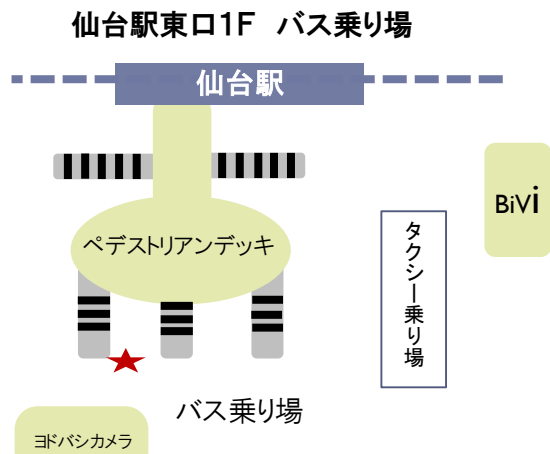 仙台駅東口1F バス乗り場
仙台駅
BiVi
ペデストリアンデッキ
タクシー乗り場
バス乗り場
ヨドバシカメラ